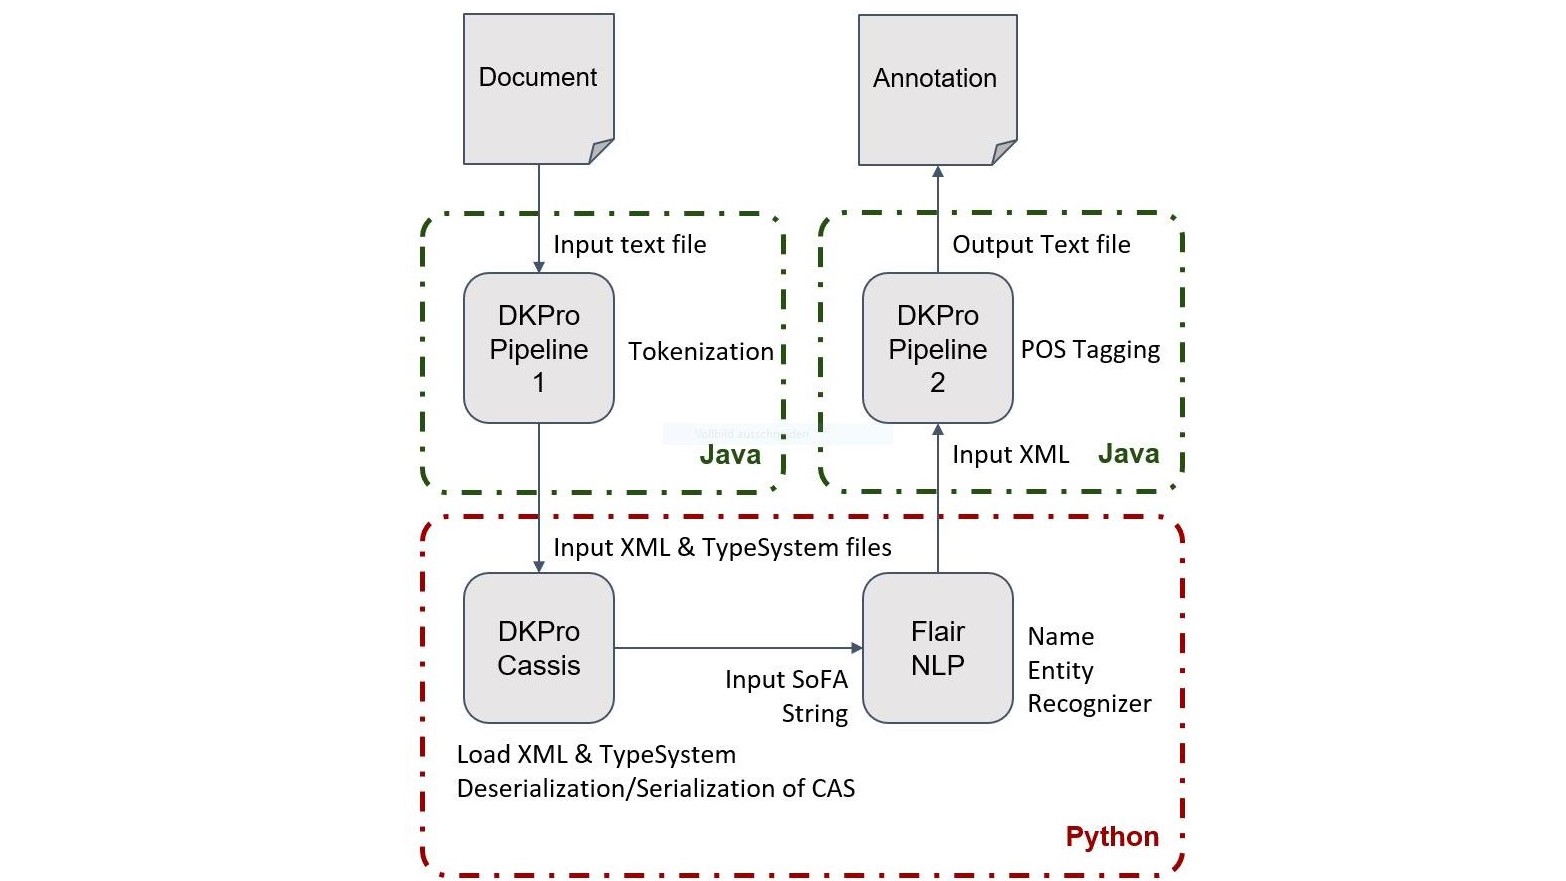 Document
Annotation
Input text file
Output Text file
DKPro
Pipeline
1
Tokenization
DKPro
Pipeline
2
POS Tagging
Vollbild ausschneiden
Java
Input XML
Java
Input XML & TypeSystem files
DKPro
Cassis
Input SoFA
String
Flair
NLP
Name
Entity
Recognizer
Load XML & TypeSystem
Deserialization/Serialization of CAS
Python